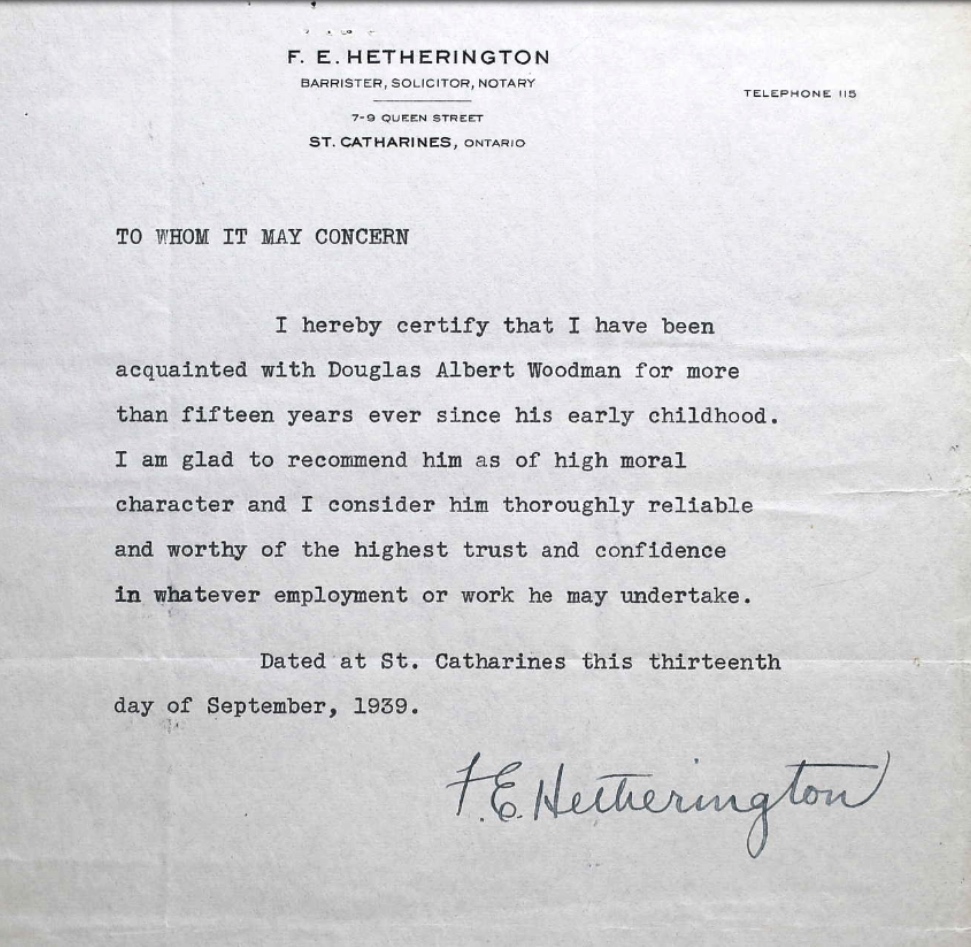 F. E. HETHERINGTON
BARRISTER, SOLICITOR, NOTARY
TELEPHONE 115
7-9 QUEEN STREET
ST. CATHARINES, ONTARIO
TO WHOM IT MAY CONCERN
I hereby certify that I have been
acquainted with Douglas Albert Woodman for more
than fifteen years ever since his early childhood.
I am glad to recommend him as of high moral
character and I consider him thoroughly reliable
and worthy of the highest trust and confidence
in whatever employment or work he may undertake.
Dated at St. Catharines this thirteenth
day of September, 1939.
F. E. Hetherington